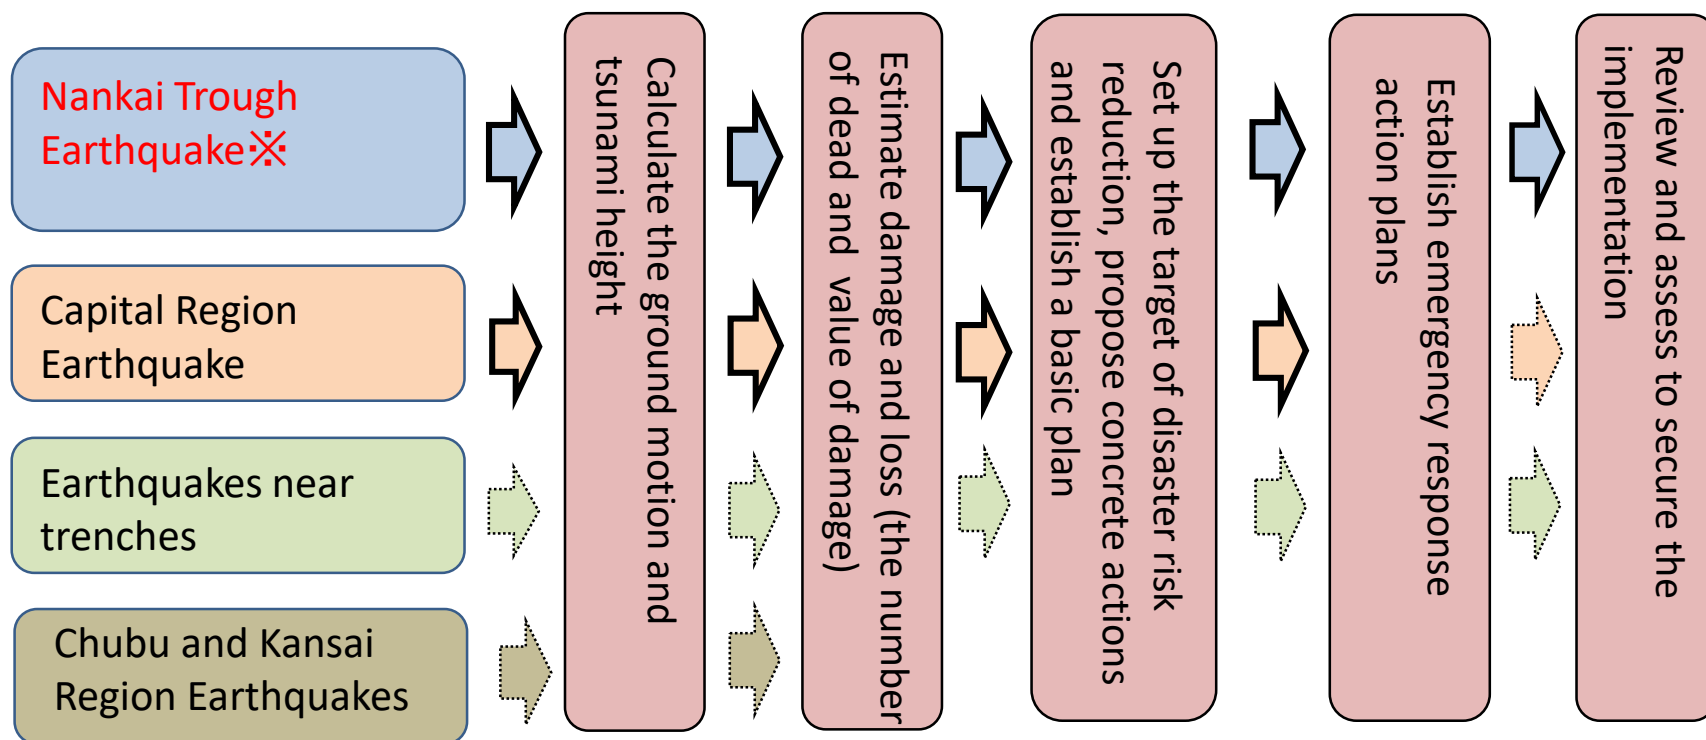 Nankai Trough
Earthquake※
Capital Region
Earthquake
Earthquakes near
trenches
Chubu and Kansai
Region Earthquakes
Calculate the ground motion and
tsunami height
Estimate damage and loss (the number
of dead and value of damage)
Set up the target of disaster risk
reduction, propose concrete actions
and establish a basic plan
Establish emergency response
action plans
Review and assess to secure the
implementation